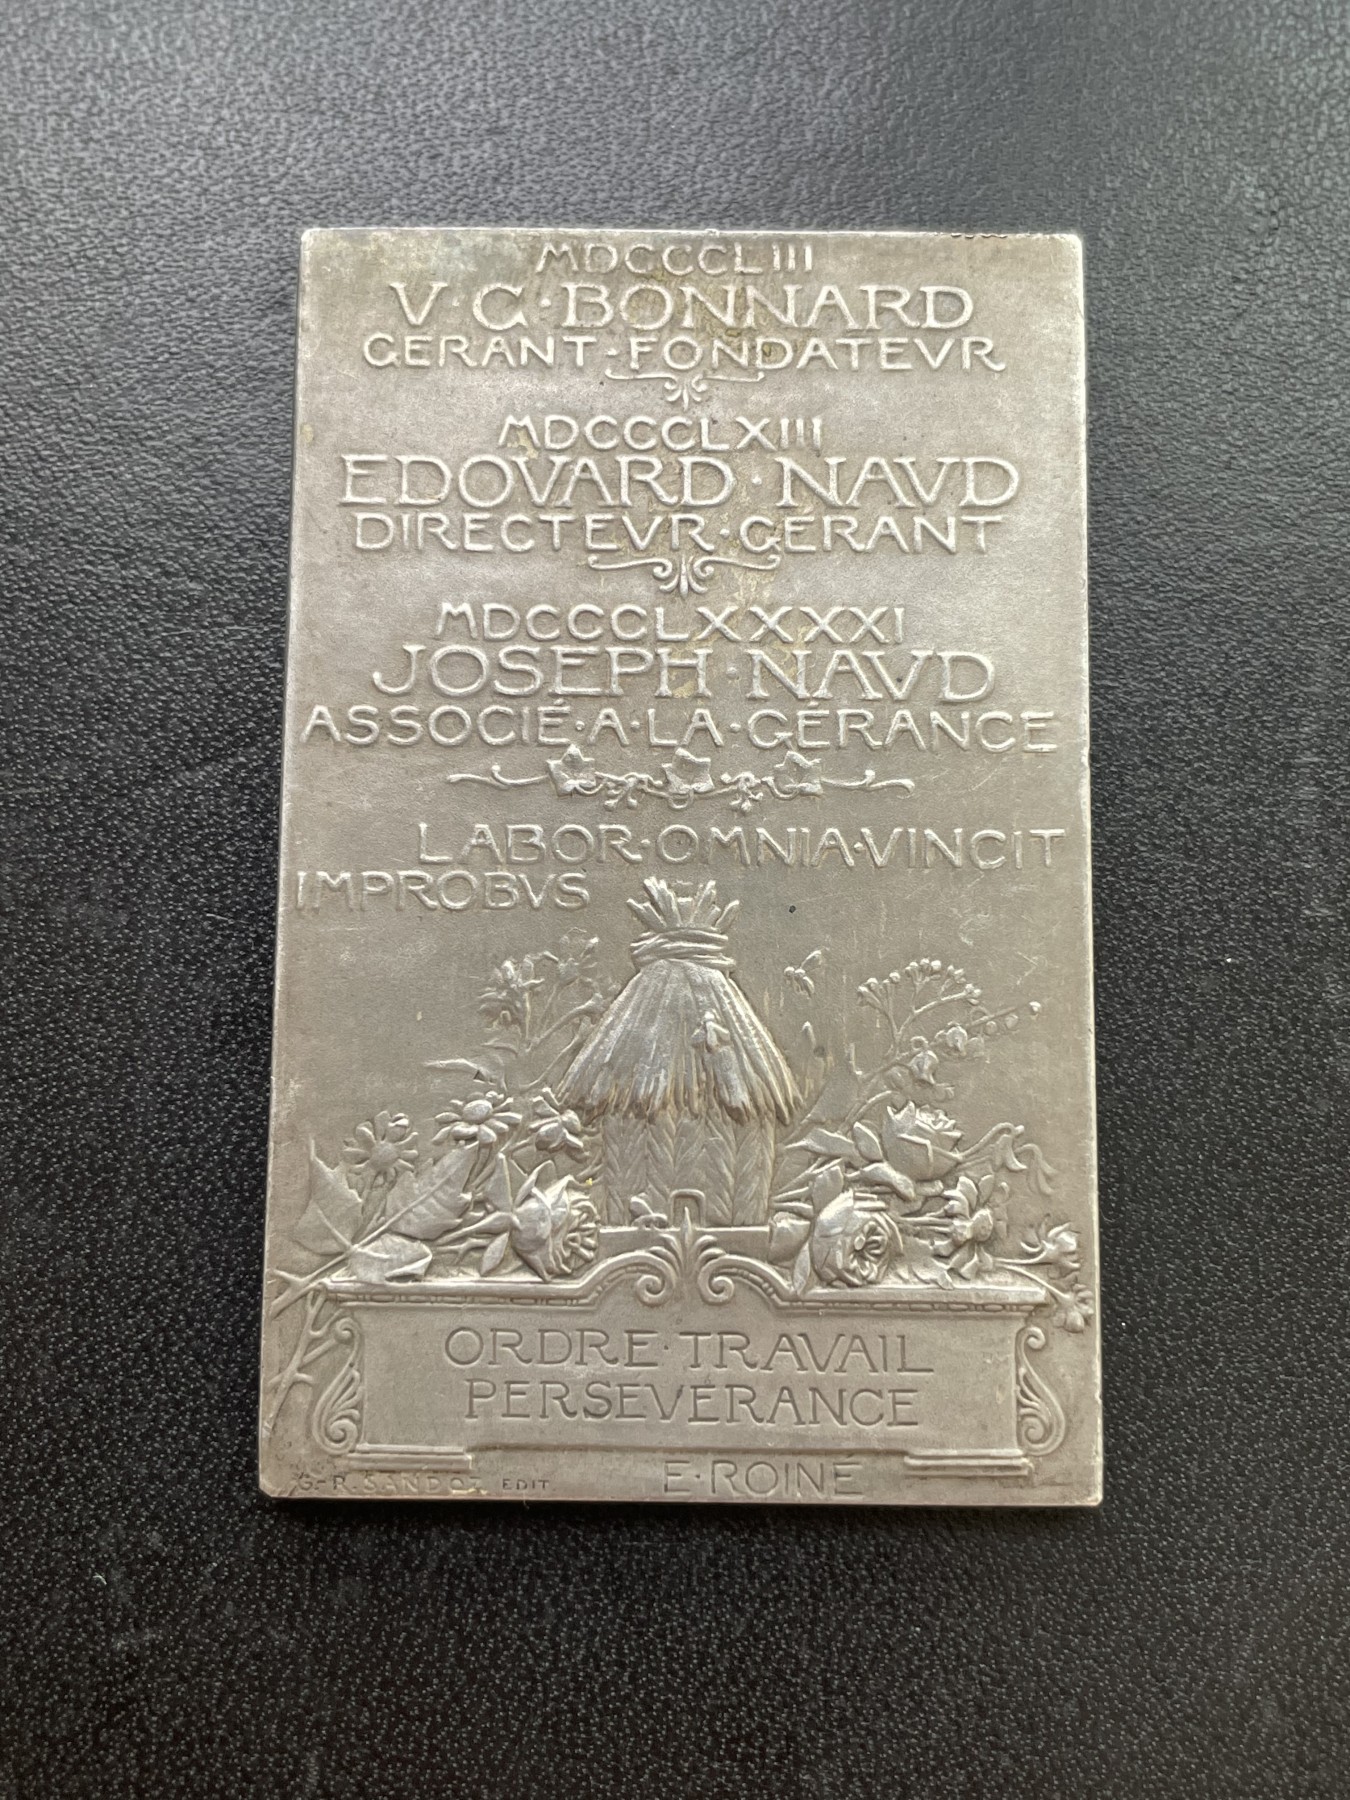 MDCCCLIII
V·C·BONNARD
GERANT·FONDATEVR
MDCCCLXIII
EDOVARD·NAVD
DIRECTEVR·GERANT
MDCCCLXXXXI
JOSEPH·NAVD
ASSOCIÉ·A·LA·GÉRANCE
LABOR·OMNIA·VINCIT
IMPROBVS
ORDRE·TRAVAIL
PERSEVERANCE
G-R.SANDOZ EDIT
E·ROINÉ